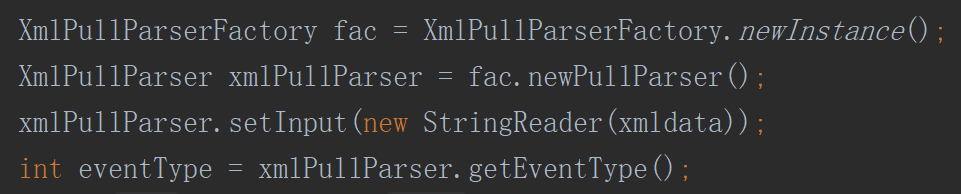 XmlPullParserFactory fac = XmlPullParserFactory.newInstance();
XmlPullParser xmlPullParser = fac.newPullParser();
xmlPullParser.setInput(new StringReader(xmldata));
int eventType = xmlPullParser.getEventType();